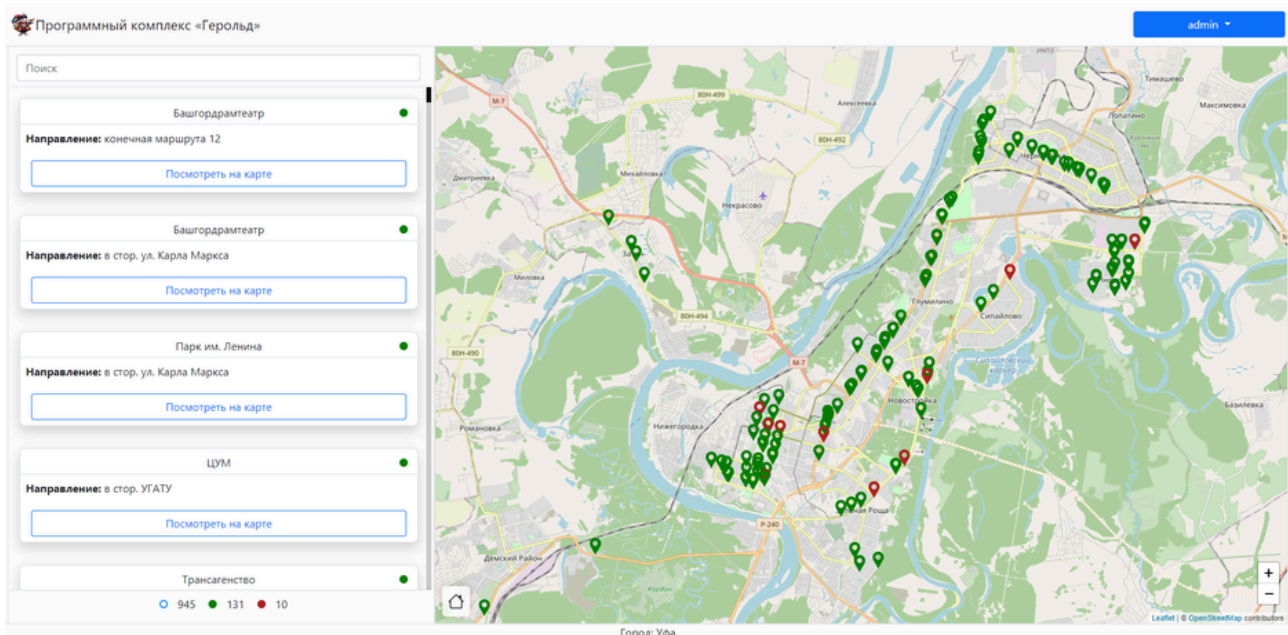 Программный комплекс «Герольд»
admin
Поиск
Башгордрамтеатр
Направление: конечная маршрута 12
Посмотреть на карте
Башгордрамтеатр
Направление: в стор. ул. Карла Маркса
Посмотреть на карте
Парк им. Ленина
Направление: в стор. ул. Карла Маркса
Посмотреть на карте
ЦУМ
Направление: в стор. УГАТУ
Посмотреть на карте
Трансагенство
945 131 10
М-7
80Н-499
Алексеевка
УНПЗ
Тимашево
Максимовка
Лопатино
80Н-492
Дмитриевка
Михайловка
Некрасово
Миловка
Глумилино
Сипайлово
80Н-494
80Н-490
М-7
Новостройка
Базилевка
Романовка
Нижегородка
Р-240
Демский Район
Кордон
+
−
Leaflet | © OpenStreetMap contributors
Город: Уфа